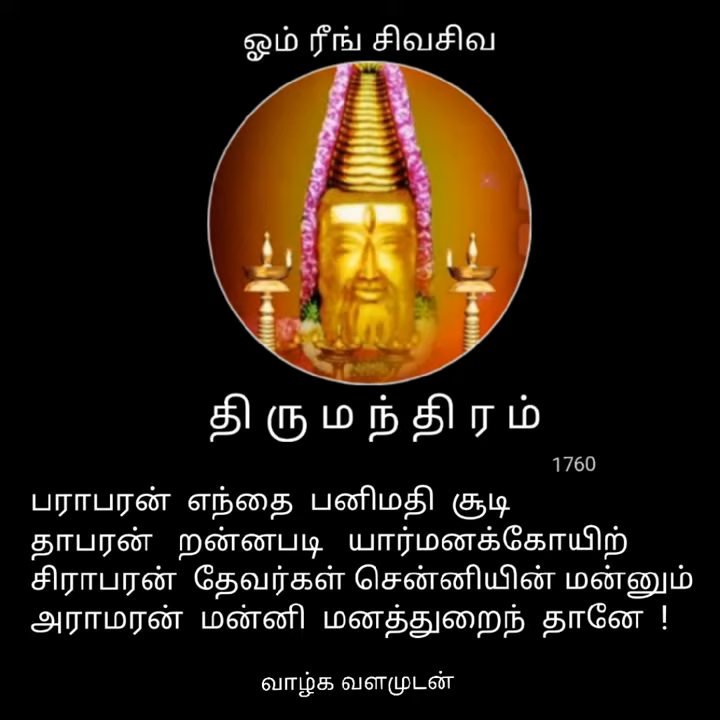 ஓம் ரீங் சிவசிவ
திருமந்திரம்
1760
பராபரன் எந்தை பனிமதி சூடி
தாபரன் றன்னபடி யார்மனக்கோயிற்
சிராபரன் தேவர்கள் சென்னியின் மன்னும்
அராமரன் மன்னி மனத்துறைந் தானே !
வாழ்க வளமுடன்